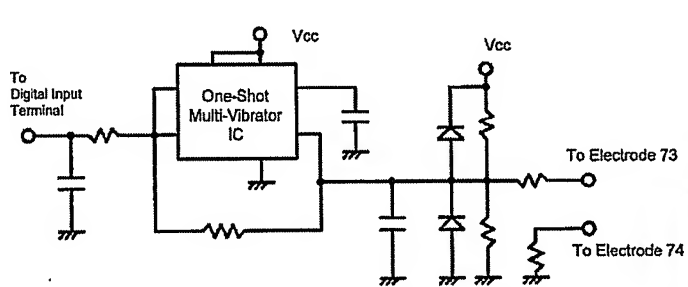 Vcc
Vcc
To
Digital Input
Terminal
One-Shot
Multi-Vibrator
IC
To Electrode 73
To Electrode 74